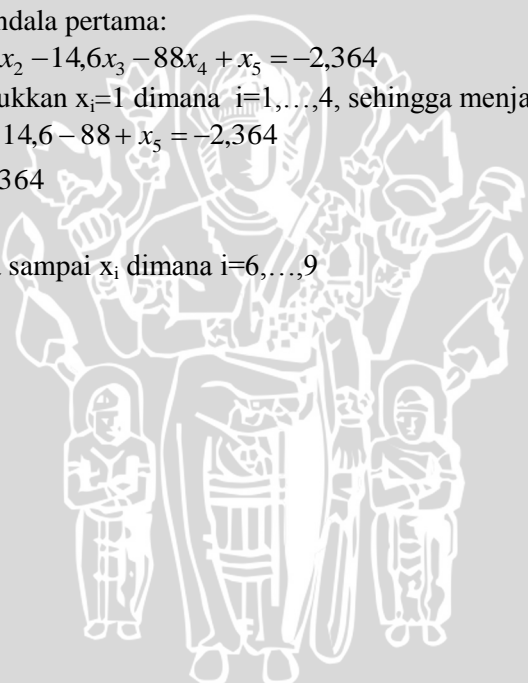 ndala pertama:
x₂ −14,6x₃ −88x₄ + x₅ = −2,364
ukkan xᵢ=1 dimana i=1,…,4, sehingga menja
14,6 − 88 + x₅ = −2,364
364
sampai xᵢ dimana i=6,…,9